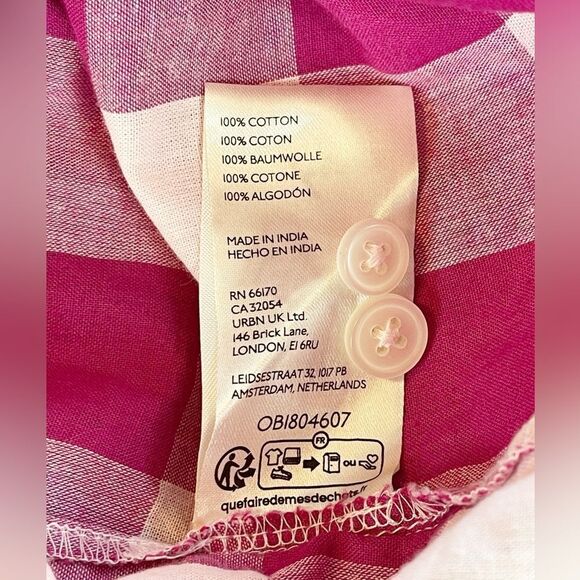 100% COTTON
100% COTON
100% BAUMWOLLE
100% COTONE
100% ALGODÓN
MADE IN INDIA
HECHO EN INDIA
RN 66170
CA 32054
URBN UK Ltd.
146 Brick Lane,
LONDON, E1 6RU
LEIDSESTRAAT 32, 1017 PB
AMSTERDAM, NETHERLANDS
OB1804607
FR
OU
quefairedemesdechets.fr